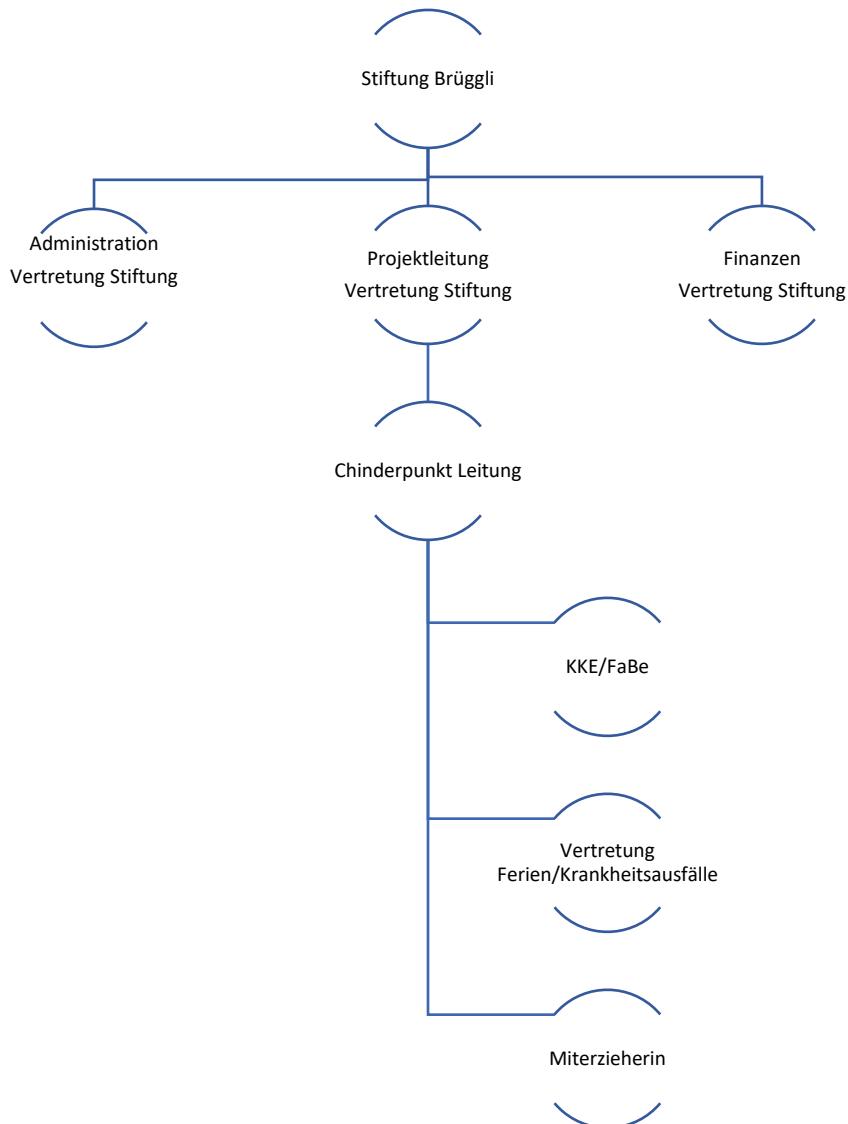 Stiftung Brüggli
Administration
Vertretung Stiftung
Projektleitung
Vertretung Stiftung
Finanzen
Vertretung Stiftung
Chinderpunkt Leitung
KKE/FaBe
Vertretung
Ferien/Krankheitsausfälle
Miterzieherin